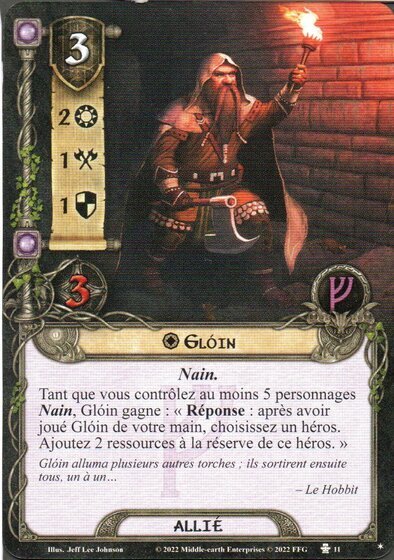 3
2
1
1
3
GLÓIN
Nain.
Tant que vous contrôlez au moins 5 personnages
Nain, Glóin gagne : « Réponse : après avoir
joué Glóin de votre main, choisissez un héros.
Ajoutez 2 ressources à la réserve de ce héros. »
Glóin alluma plusieurs autres torches ; ils sortirent ensuite
tous, un à un…
– Le Hobbit
ALLIÉ
Illus. Jeff Lee Johnson © 2022 Middle-earth Enterprises © 2022 FFG 11